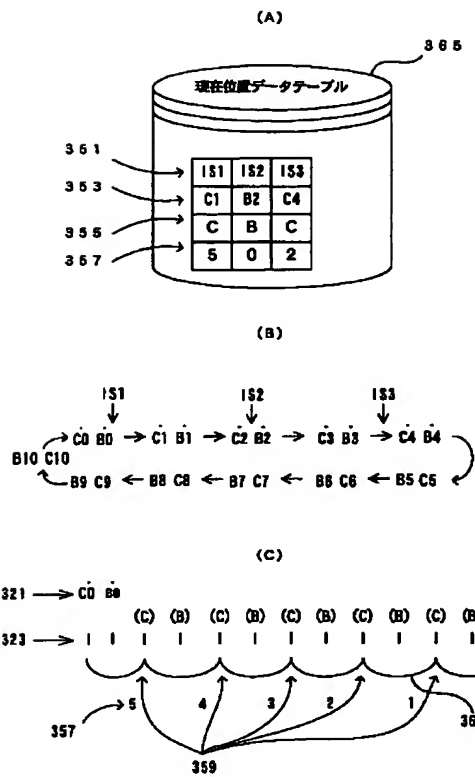 (A)
365
現在位置データテーブル
361 IS1 IS2 IS3
353 C1 B2 C4
355 C B C
357 5 0 2
(B)
IS1 IS2 IS3
C0 B0 C1 B1 C2 B2 C3 B3 C4 B4
B10 C10 B9 C9 B8 C8 B7 C7 B6 C6 B5 C5
(C)
321 C0 B0
(C) (B) (C) (B) (C) (B) (C) (B) (C) (B
323
357 5 4 3 2 1 36
359